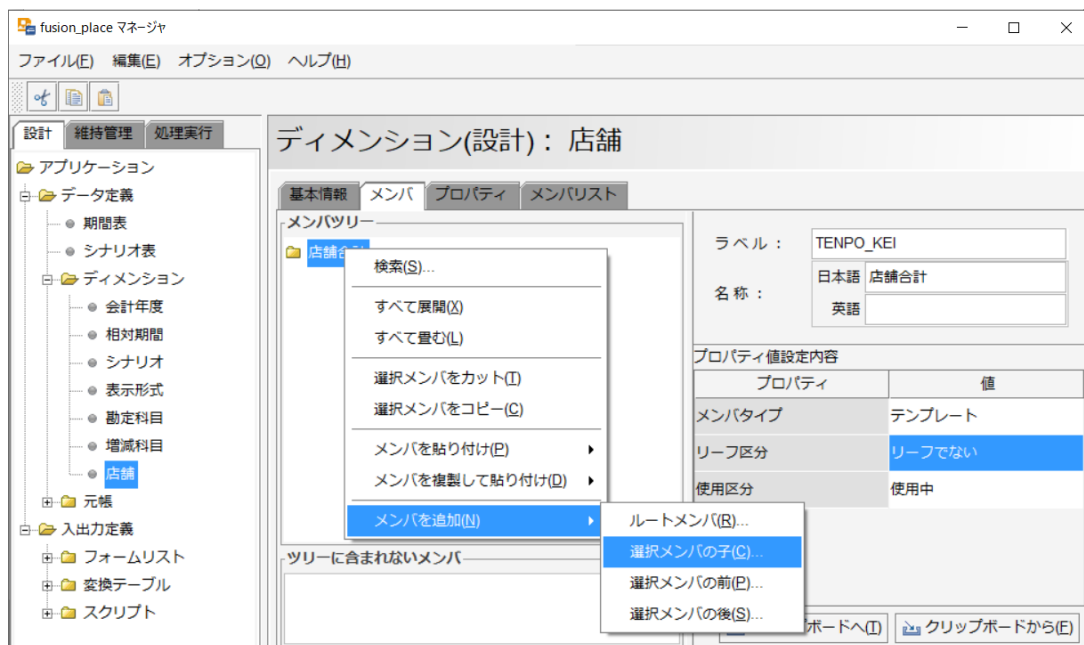 fusion_place マネージャ
ファイル(F) 編集(E) オプション(O) ヘルプ(H)
設計 維持管理 処理実行
アプリケーション
データ定義
期間表
シナリオ表
ディメンション
会計年度
相対期間
シナリオ
表示形式
勘定科目
増減科目
店舗
元帳
入出力定義
フォームリスト
変換テーブル
スクリプト
ディメンション(設計)： 店舗
基本情報 メンバ プロパティ メンバリスト
メンバツリー
店舗合計
検索(S)...
すべて展開(X)
すべて畳む(L)
選択メンバをカット(T)
選択メンバをコピー(C)
メンバを貼り付け(P)
メンバを複製して貼り付け(D)
メンバを追加(N)
ルートメンバ(R)...
選択メンバの子(C)...
選択メンバの前(P)...
選択メンバの後(S)...
ツリーに含まれないメンバ
ラベル： TENPO_KEI
名称： 日本語 店舗合計
英語
プロパティ値設定内容
プロパティ 値
メンバタイプ テンプレート
リーフ区分 リーフでない
使用区分 使用中
ボードへ(T) クリップボードから(F)